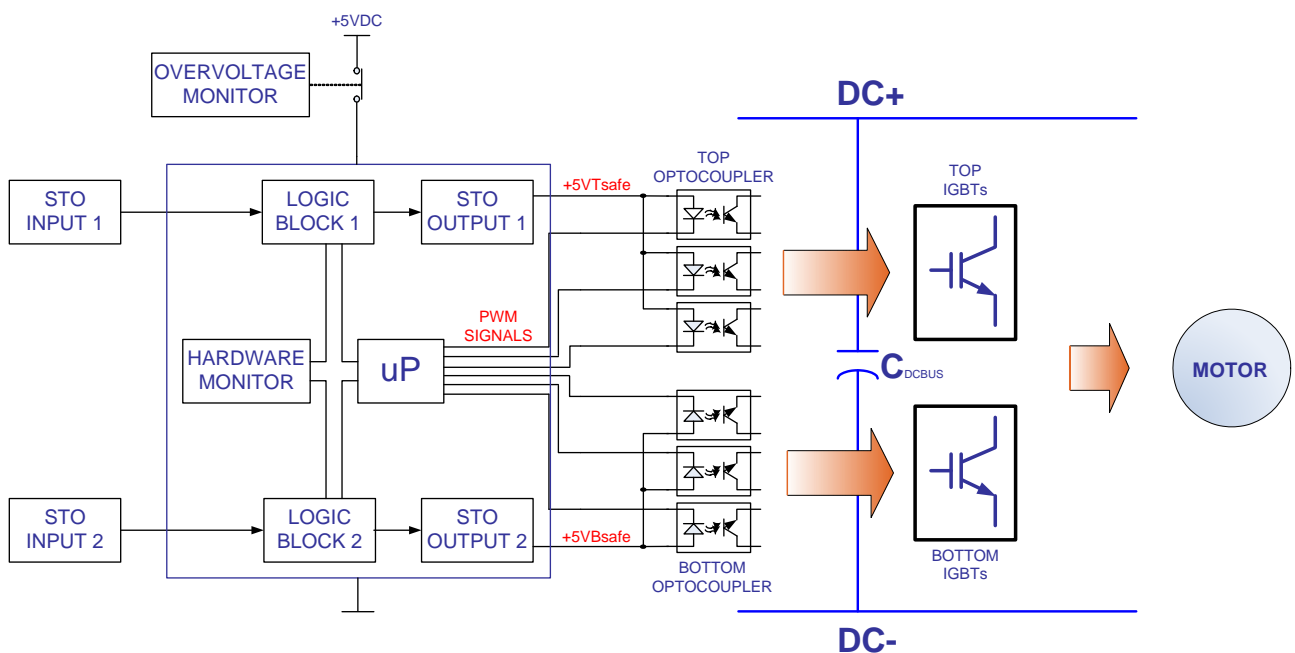 +5VDC
OVERVOLTAGE
MONITOR
DC+
TOP
OPTOCOUPLER
TOP
IGBTs
STO
INPUT 1
LOGIC
BLOCK 1
STO
OUTPUT 1
+5VTsafe
PWM
SIGNALS
HARDWARE
MONITOR
uP
CDCBUS
MOTOR
STO
INPUT 2
LOGIC
BLOCK 2
STO
OUTPUT 2
+5VBsafe
BOTTOM
OPTOCOUPLER
BOTTOM
IGBTs
DC-